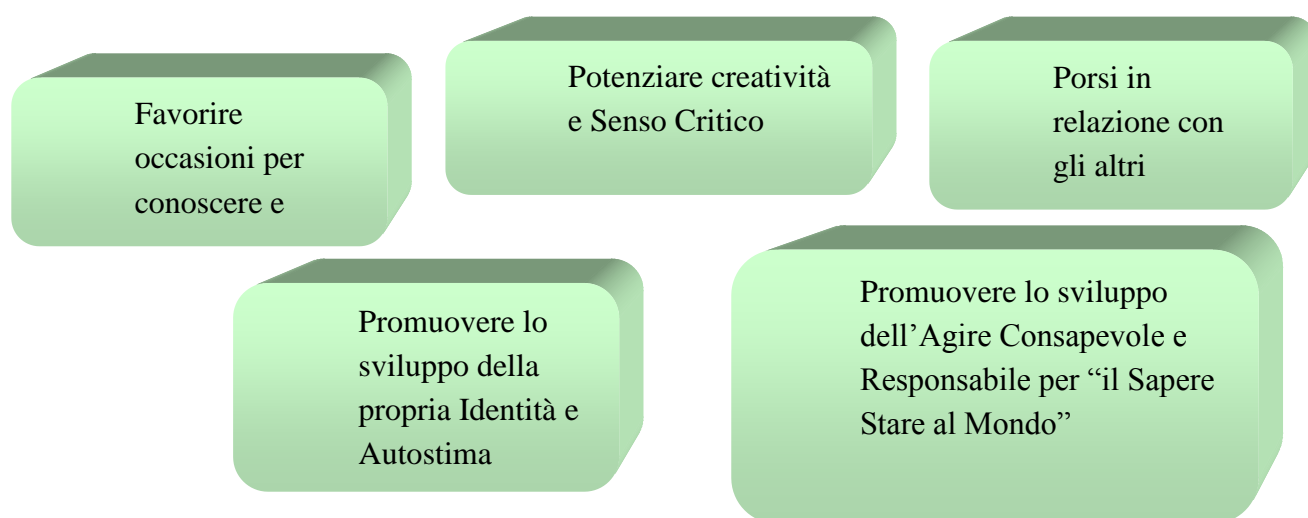 Favorire
occasioni per
conoscere e
Potenziare creatività
e Senso Critico
Porsi in
relazione con
gli altri
Promuovere lo
sviluppo della
propria Identità e
Autostima
Promuovere lo sviluppo
dell’Agire Consapevole e
Responsabile per “il Sapere
Stare al Mondo”